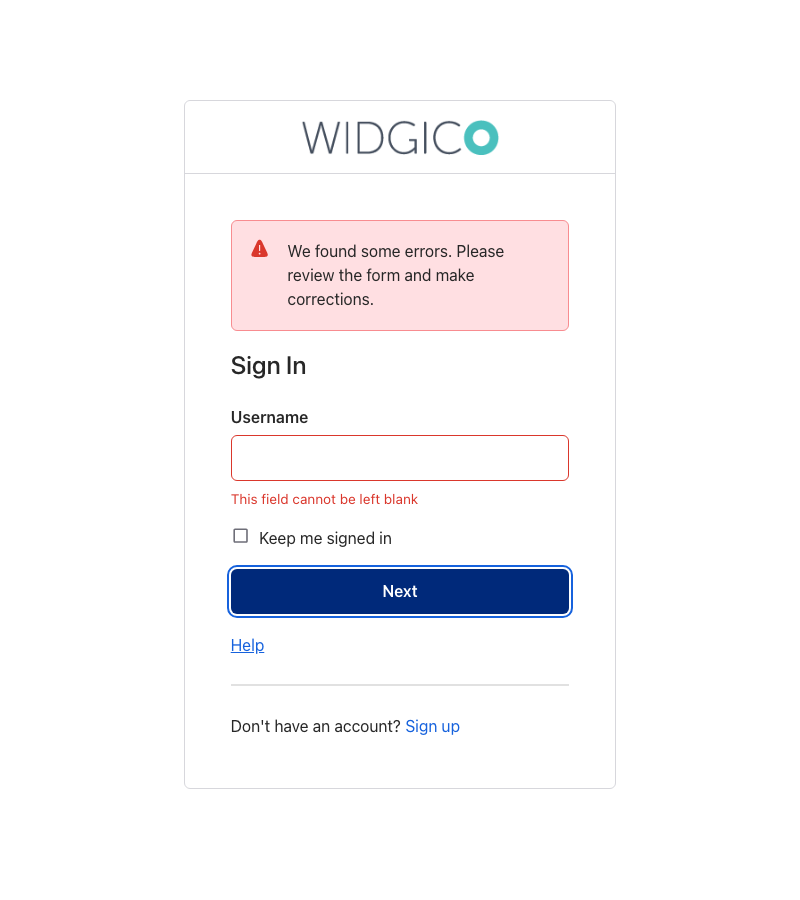 WIDGICO
We found some errors. Please
review the form and make
corrections.
Sign In
Username
This field cannot be left blank
Keep me signed in
Next
Help
Don't have an account? Sign up